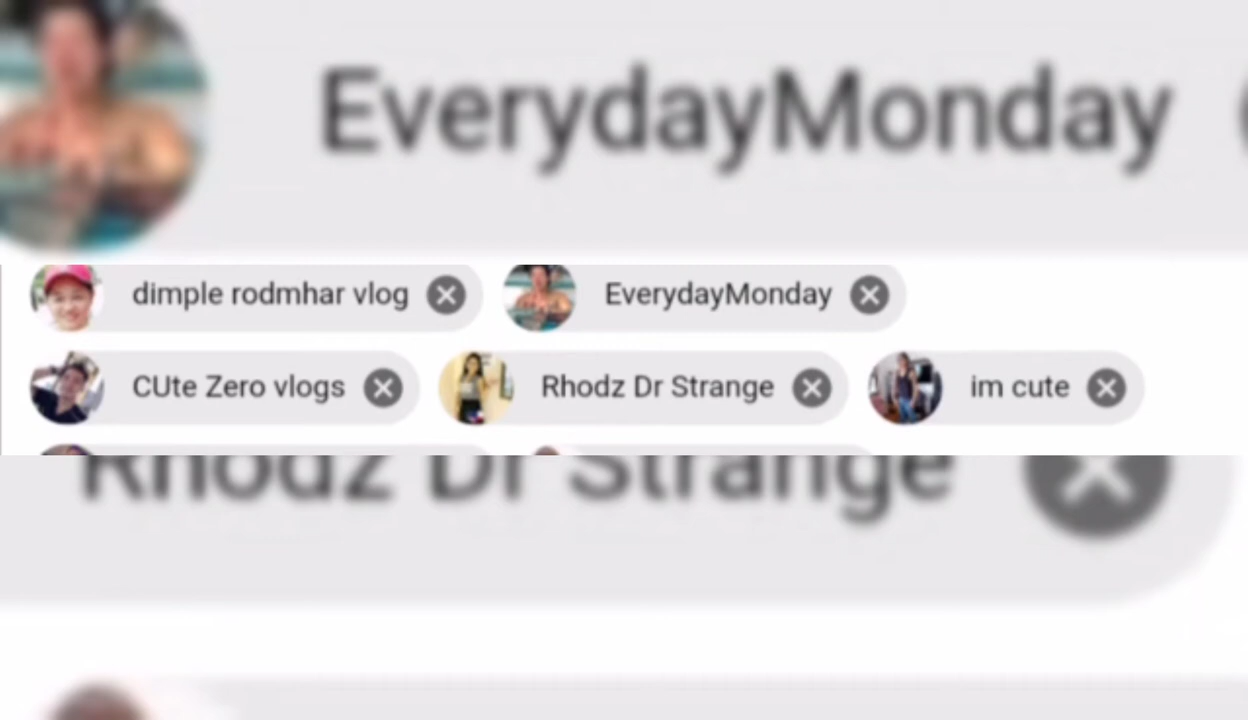 EverydayMonday
dimple rodmhar vlog EverydayMonday
CUte Zero vlogs Rhodz Dr Strange im cute
Rhodz Dr Strange